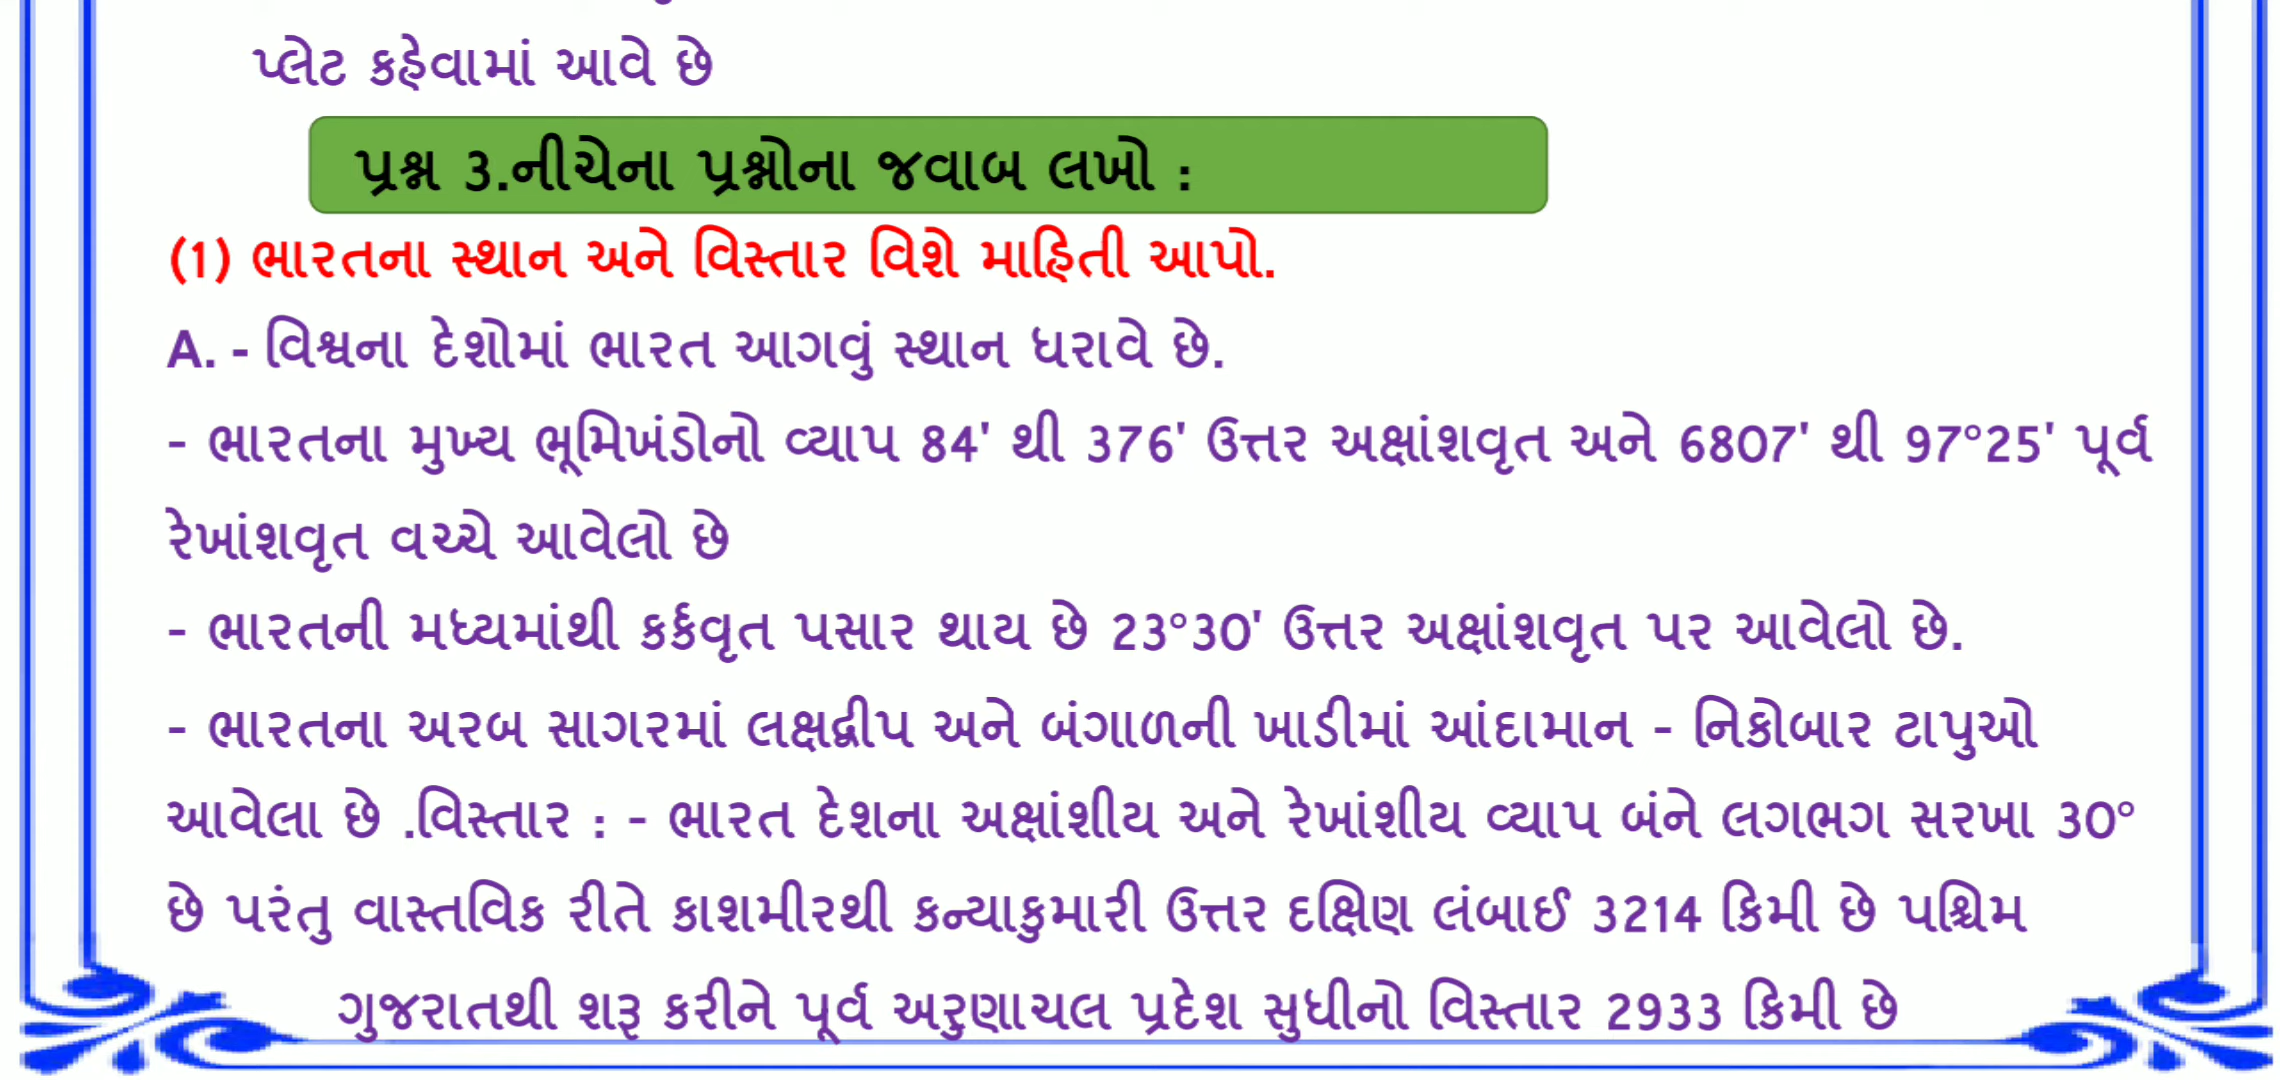 પ્લેટ કહેવામાં આવે છે
પ્રશ્ન ૩.નીચેના પ્રશ્નોના જવાબ લખો :
(1) ભારતના સ્થાન અને વિસ્તાર વિશે માહિતી આપો.
A. - વિશ્વના દેશોમાં ભારત આગવું સ્થાન ધરાવે છે.
- ભારતના મુખ્ય ભૂમિખંડોનો વ્યાપ 84' થી 376' ઉત્તર અક્ષાંશવૃત અને 6807' થી 97°25' પૂર્વ
રેખાંશવૃત વચ્ચે આવેલો છે
- ભારતની મધ્યમાંથી કર્કવૃત પસાર થાય છે 23°30' ઉત્તર અક્ષાંશવૃત પર આવેલો છે.
- ભારતના અરબ સાગરમાં લક્ષદ્વીપ અને બંગાળની ખાડીમાં આંદામાન - નિકોબાર ટાપુઓ
આવેલા છે .વિસ્તાર : - ભારત દેશના અક્ષાંશીય અને રેખાંશીય વ્યાપ બંને લગભગ સરખા 30°
છે પરંતુ વાસ્તવિક રીતે કાશમીરથી કન્યાકુમારી ઉત્તર દક્ષિણ લંબાઈ 3214 કિમી છે પશ્ચિમ
ગુજરાતથી શરૂ કરીને પૂર્વ અરુણાચલ પ્રદેશ સુધીનો વિસ્તાર 2933 કિમી છે